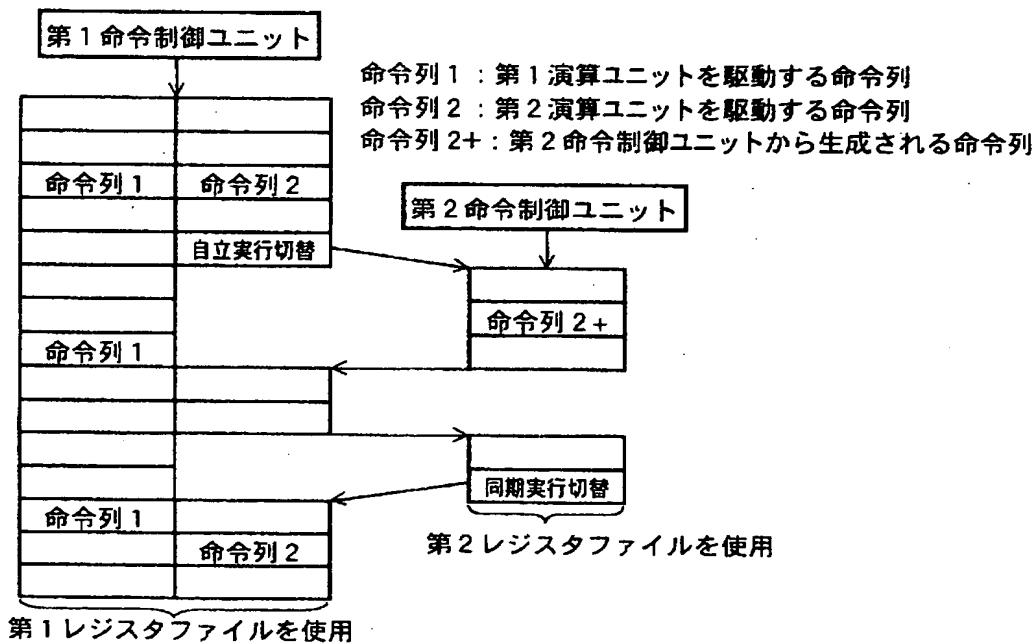 第1命令制御ユニット
命令列1：第1演算ユニットを駆動する命令列
命令列2：第2演算ユニットを駆動する命令列
命令列2+：第2命令制御ユニットから生成される命令列
命令列1
命令列2
第2命令制御ユニット
自立実行切替
命令列2+
命令列1
同期実行切替
命令列1
命令列2
第2レジスタファイルを使用
第1レジスタファイルを使用